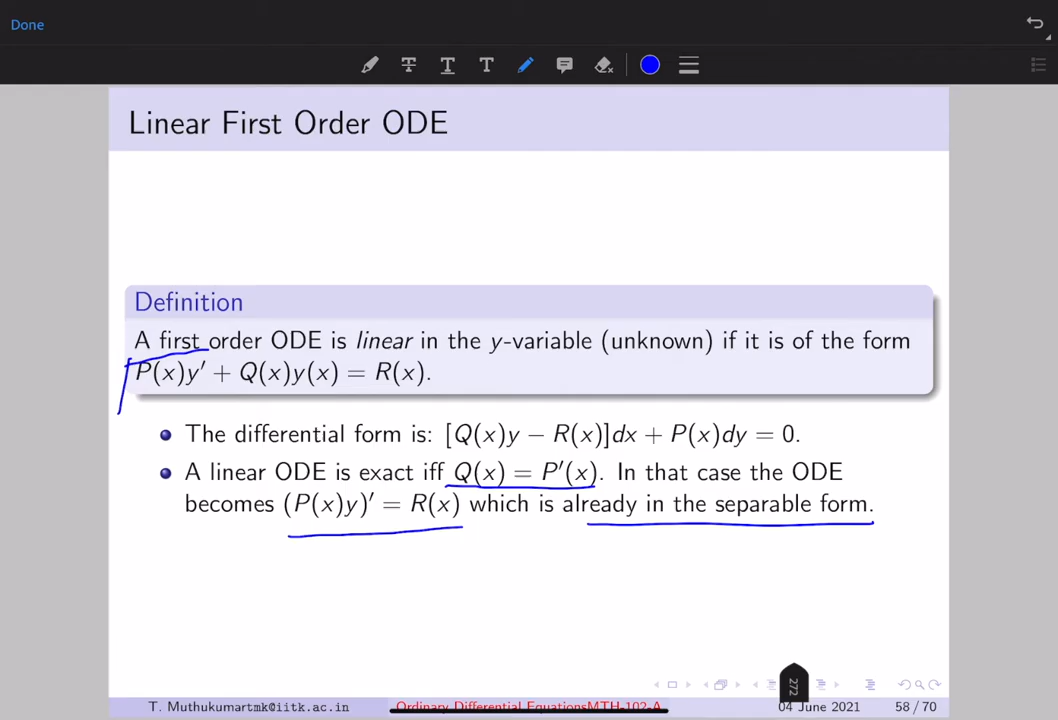 Done
Linear First Order ODE
Definition
A first order ODE is linear in the y-variable (unknown) if it is of the form
P(x)y′ + Q(x)y(x) = R(x).
The differential form is: [Q(x)y − R(x)]dx + P(x)dy = 0.
A linear ODE is exact iff Q(x) = P′(x). In that case the ODE
becomes (P(x)y)′ = R(x) which is already in the separable form.
272
T. Muthukumartmk@iitk.ac.in Ordinary Differential EquationsMTH-102-A 04 June 2021 58 / 70